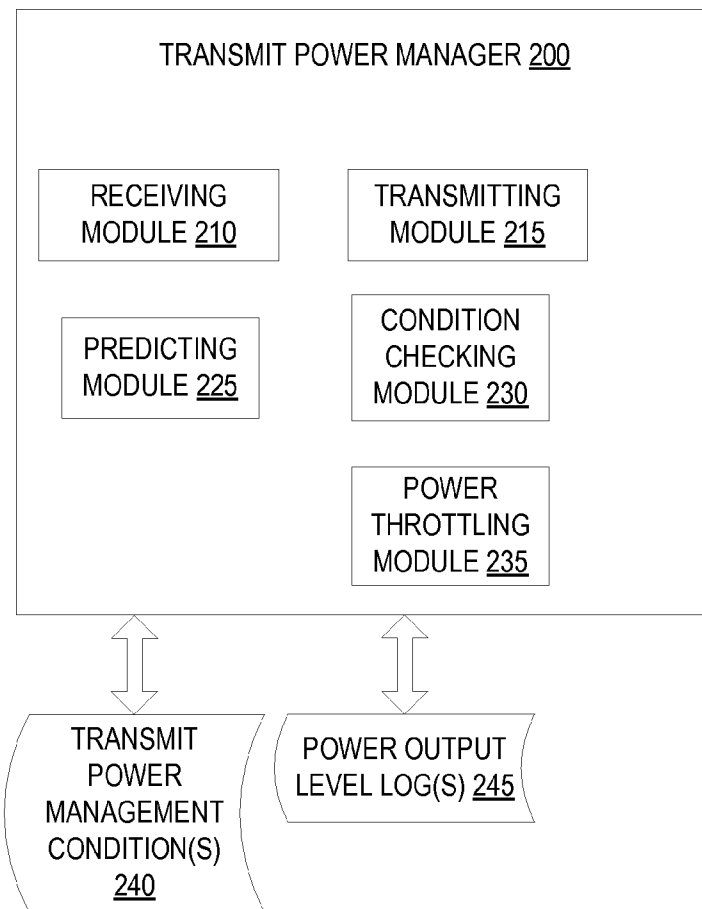 TRANSMIT POWER MANAGER 200
RECEIVING
MODULE 210
TRANSMITTING
MODULE 215
PREDICTING
MODULE 225
CONDITION
CHECKING
MODULE 230
POWER
THROTTLING
MODULE 235
TRANSMIT
POWER
MANAGEMENT
CONDITION(S)
240
POWER OUTPUT
LEVEL LOG(S) 245